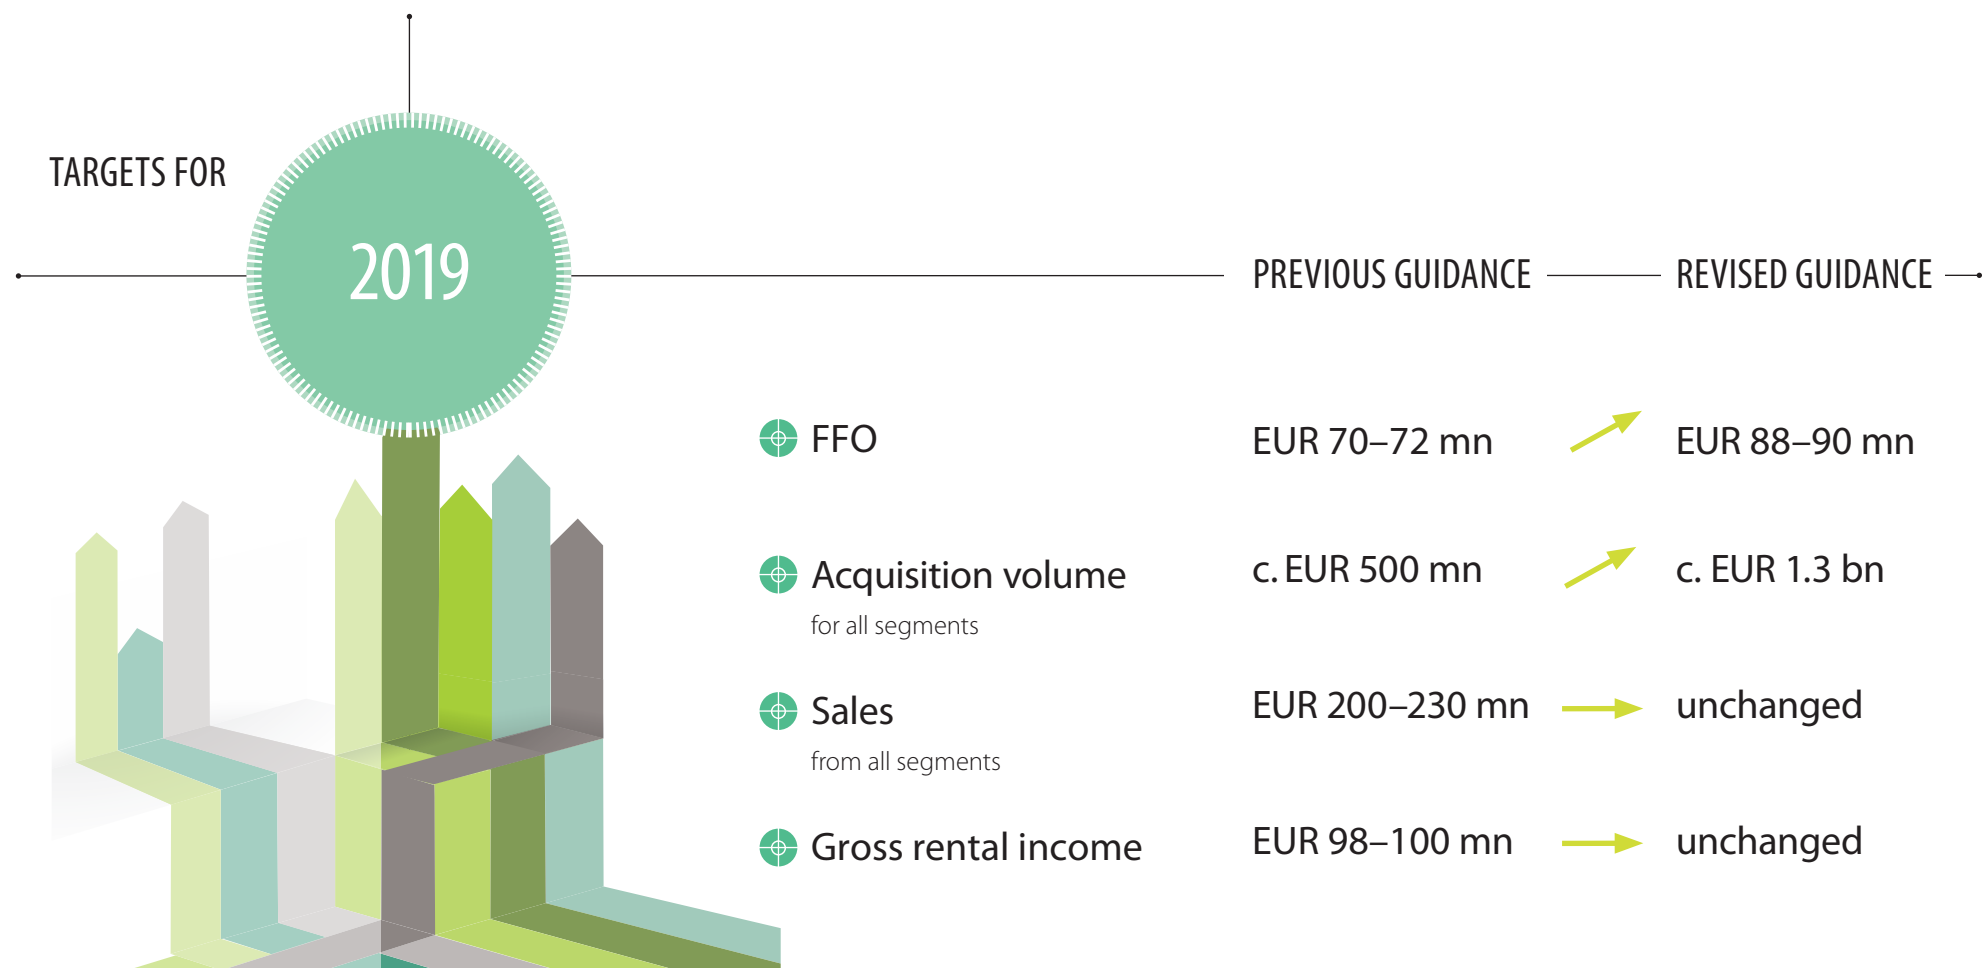 TARGETS FOR
2019
PREVIOUS GUIDANCE REVISED GUIDANCE
FFO EUR 70–72 mn EUR 88–90 mn
Acquisition volume c. EUR 500 mn c. EUR 1.3 bn
for all segments
Sales EUR 200–230 mn unchanged
from all segments
Gross rental income EUR 98–100 mn unchanged